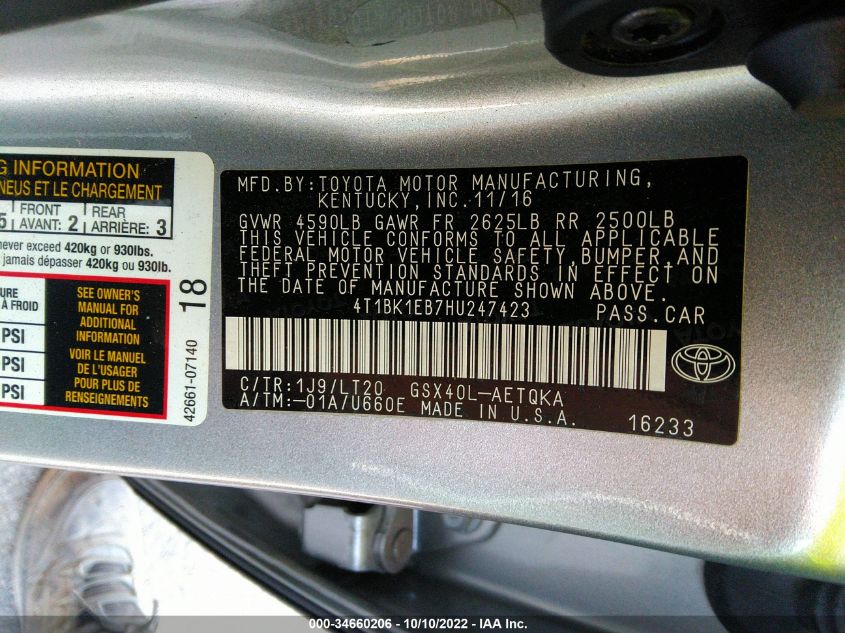 G INFORMATION
NEUS ET LE CHARGEMENT
5 FRONT AVANT: 2 REAR ARRIÈRE: 3
never exceed 420kg or 930lbs.
jamais dépasser 420kg ou 930lb.
URE
À FROID
PSI
PSI
SEE OWNER'S
MANUAL FOR
ADDITIONAL
INFORMATION
VOIR LE MANUEL
DE L'USAGER
POUR PLUS DE
RENSEIGNEMENTS
18
42661-07140
MFD.BY:TOYOTA MOTOR MANUFACTURING,
KENTUCKY, INC.11/16
GVWR 4590LB GAWR FR 2625LB RR 2500LB
THIS VEHICLE CONFORMS TO ALL APPLICABLE
FEDERAL MOTOR VEHICLE SAFETY,BUMPER,AND
THEFT PREVENTION STANDARDS IN EFFECT ON
THE DATE OF MANUFACTURE SHOWN ABOVE.
4T1BK1EB7HU247423 PASS.CAR
C/TR:1J9/LT20 GSX40L-AETQKA
A/TM:-01A/U660E MADE IN U.S.A.
16233
000-34660206 - 10/10/2022 - IAA Inc.